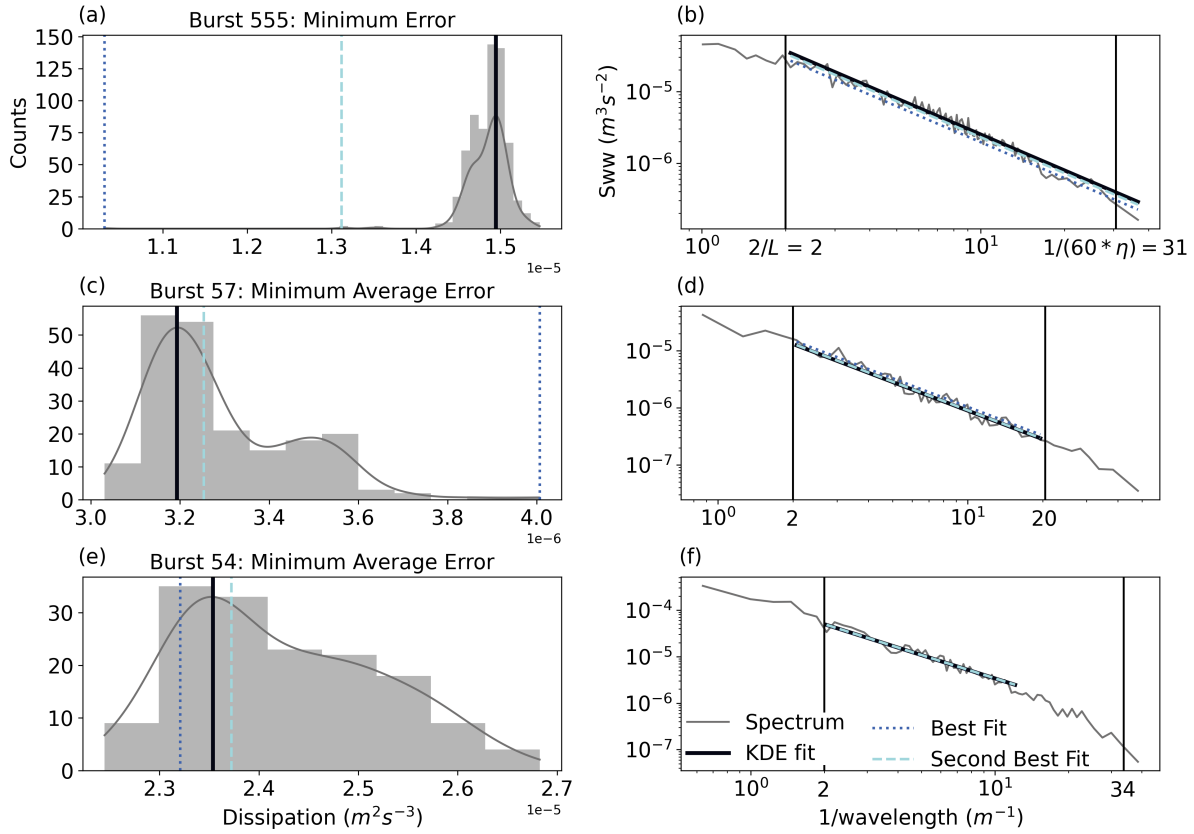 (a)
Burst 555: Minimum Error
150
125
100
75
50
25
0
Counts
1.1 1.2 1.3 1.4 1.5
1e−5
(b)
10⁻⁵
10⁻⁶
Sww (m³s⁻²)
10⁰ 2/L = 2 10¹ 1/(60 * η) = 31
(c)
Burst 57: Minimum Average Error
50
40
30
20
10
0
3.0 3.2 3.4 3.6 3.8 4.0
1e−6
(d)
10⁻⁵
10⁻⁶
10⁻⁷
10⁰ 2 10¹ 20
(e)
Burst 54: Minimum Average Error
30
20
10
0
2.3 2.4 2.5 2.6 2.7
1e−5
Dissipation (m²s⁻³)
(f)
10⁻⁴
10⁻⁵
10⁻⁶
10⁻⁷
Spectrum
KDE fit
Best Fit
Second Best Fit
10⁰ 2 10¹ 34
1/wavelength (m⁻¹)